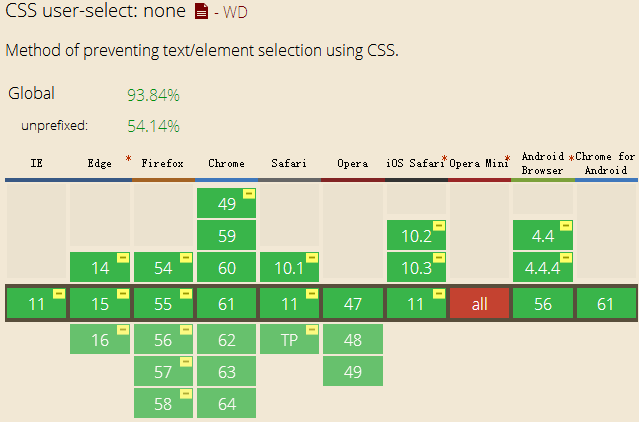 CSS user-select: none - WD
Method of preventing text/element selection using CSS.
Global 93.84%
unprefixed: 54.14%
IE Edge * Firefox Chrome Safari Opera iOS Safari * Opera Mini * Android Browser * Chrome for Android
49
59 10.2 4.4
14 54 60 10.1 10.3 4.4.4
11 15 55 61 11 47 11 all 56 61
16 56 62 TP 48
57 63 49
58 64